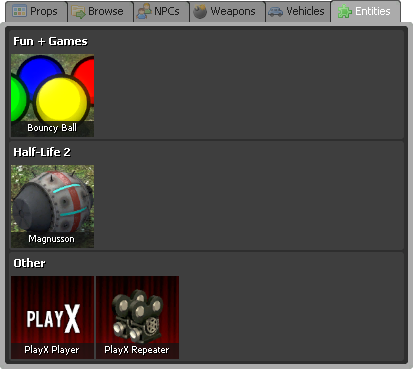 Props Browse NPCs Weapons Vehicles Entities
Fun + Games
Bouncy Ball
Half-Life 2
Magnusson
Other
PLAYX
PlayX Player PlayX Repeater